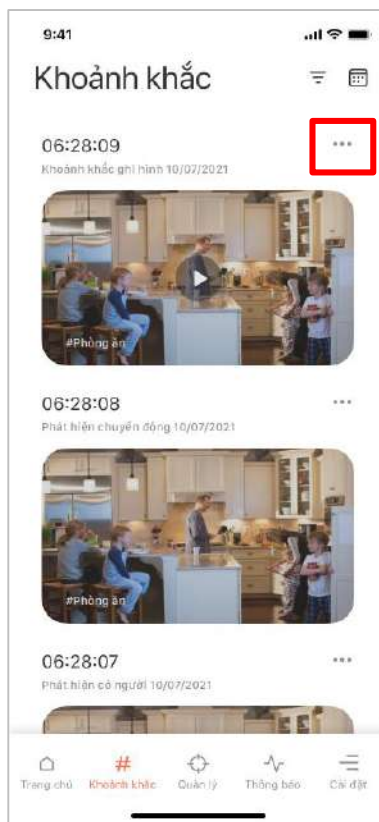 9:41
Khoảnh khắc
06:28:09
Khoảnh khắc ghi hình 10/07/2021
#Phòng ăn
06:28:08
Phát hiện chuyển động 10/07/2021
#Phòng ăn
06:28:07
Phát hiện có người 10/07/2021
Trang chủ Khoảnh khắc Quản lý Thông báo Cài đặt